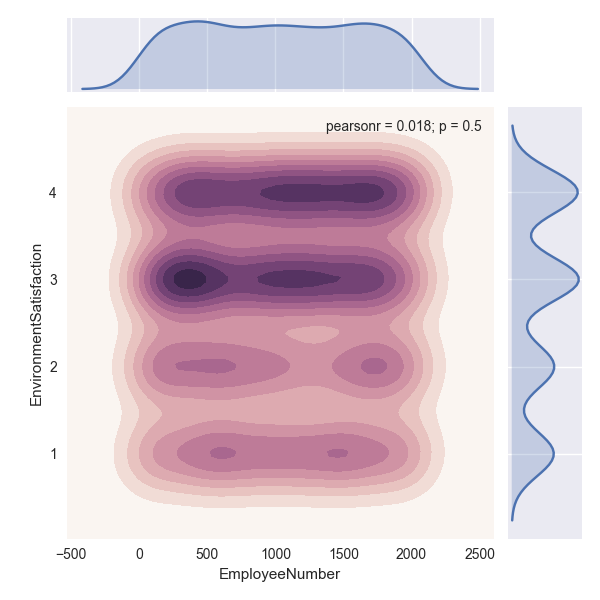 pearsonr = 0.018; p = 0.5
4
3
2
1
EnvironmentSatisfaction
−500 0 500 1000 1500 2000 2500
EmployeeNumber